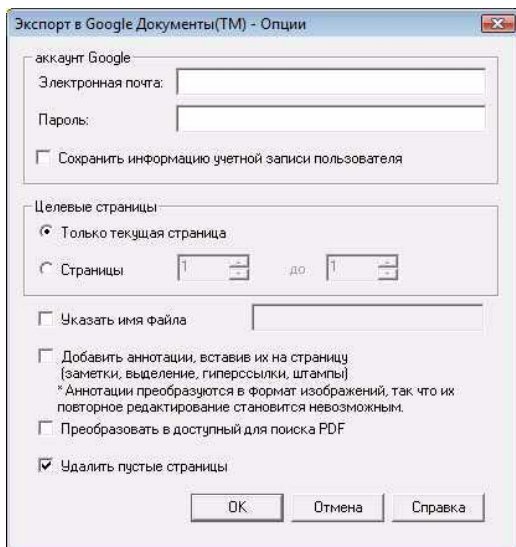 Экспорт в Google Документы(TM) - Опции
аккаунт Google
Электронная почта:
Пароль:
Сохранить информацию учетной записи пользователя
Целевые страницы
Только текущая страница
Страницы 1 до 1
Указать имя файла
Добавить аннотации, вставив их на страницу
(заметки, выделение, гиперссылки, штампы)
* Аннотации преобразуются в формат изображений, так что их
повторное редактирование становится невозможным.
Преобразовать в доступный для поиска PDF
Удалить пустые страницы
OK Отмена Справка